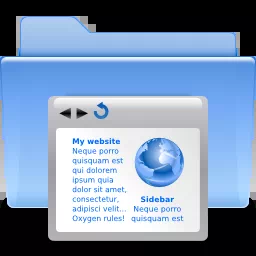 My website
Neque porro
quisquam est
qui dolorem
ipsum quia
dolor sit amet,
consectetur,
adipisci velit...
Oxygen rules!
Sidebar
Neque porro
quisquam est